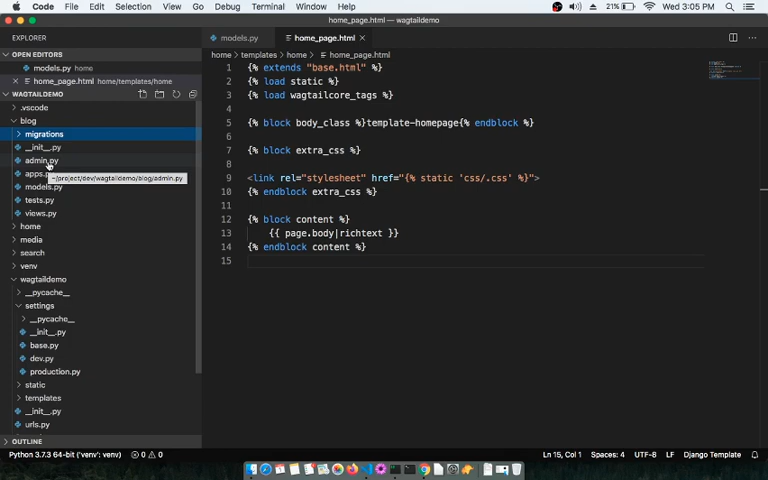 Code File Edit Selection View Go Debug Terminal Window Help
21% Wed 3:05 PM
home_page.html — wagtaildemo
EXPLORER
OPEN EDITORS
models.py home
home_page.html home/templates/home
WAGTAILDEMO
.vscode
blog
migrations
__init__.py
admin.py
apps.
~/project/dev/wagtaildemo/blog/admin.py
models.py
tests.py
views.py
home
media
search
venv
wagtaildemo
__pycache__
settings
__pycache__
__init__.py
base.py
dev.py
production.py
static
templates
__init__.py
urls.py
OUTLINE
models.py
home_page.html
home › templates › home › home_page.html
1 {% extends "base.html" %}
2 {% load static %}
3 {% load wagtailcore_tags %}
4
5 {% block body_class %}template-homepage{% endblock %}
6
7 {% block extra_css %}
8
9 <link rel="stylesheet" href="{% static 'css/.css' %}">
10 {% endblock extra_css %}
11
12 {% block content %}
13 {{ page.body|richtext }}
14 {% endblock content %}
15
Python 3.7.3 64-bit ('venv': venv) 0 0
Ln 15, Col 1 Spaces: 4 UTF-8 LF Django Template